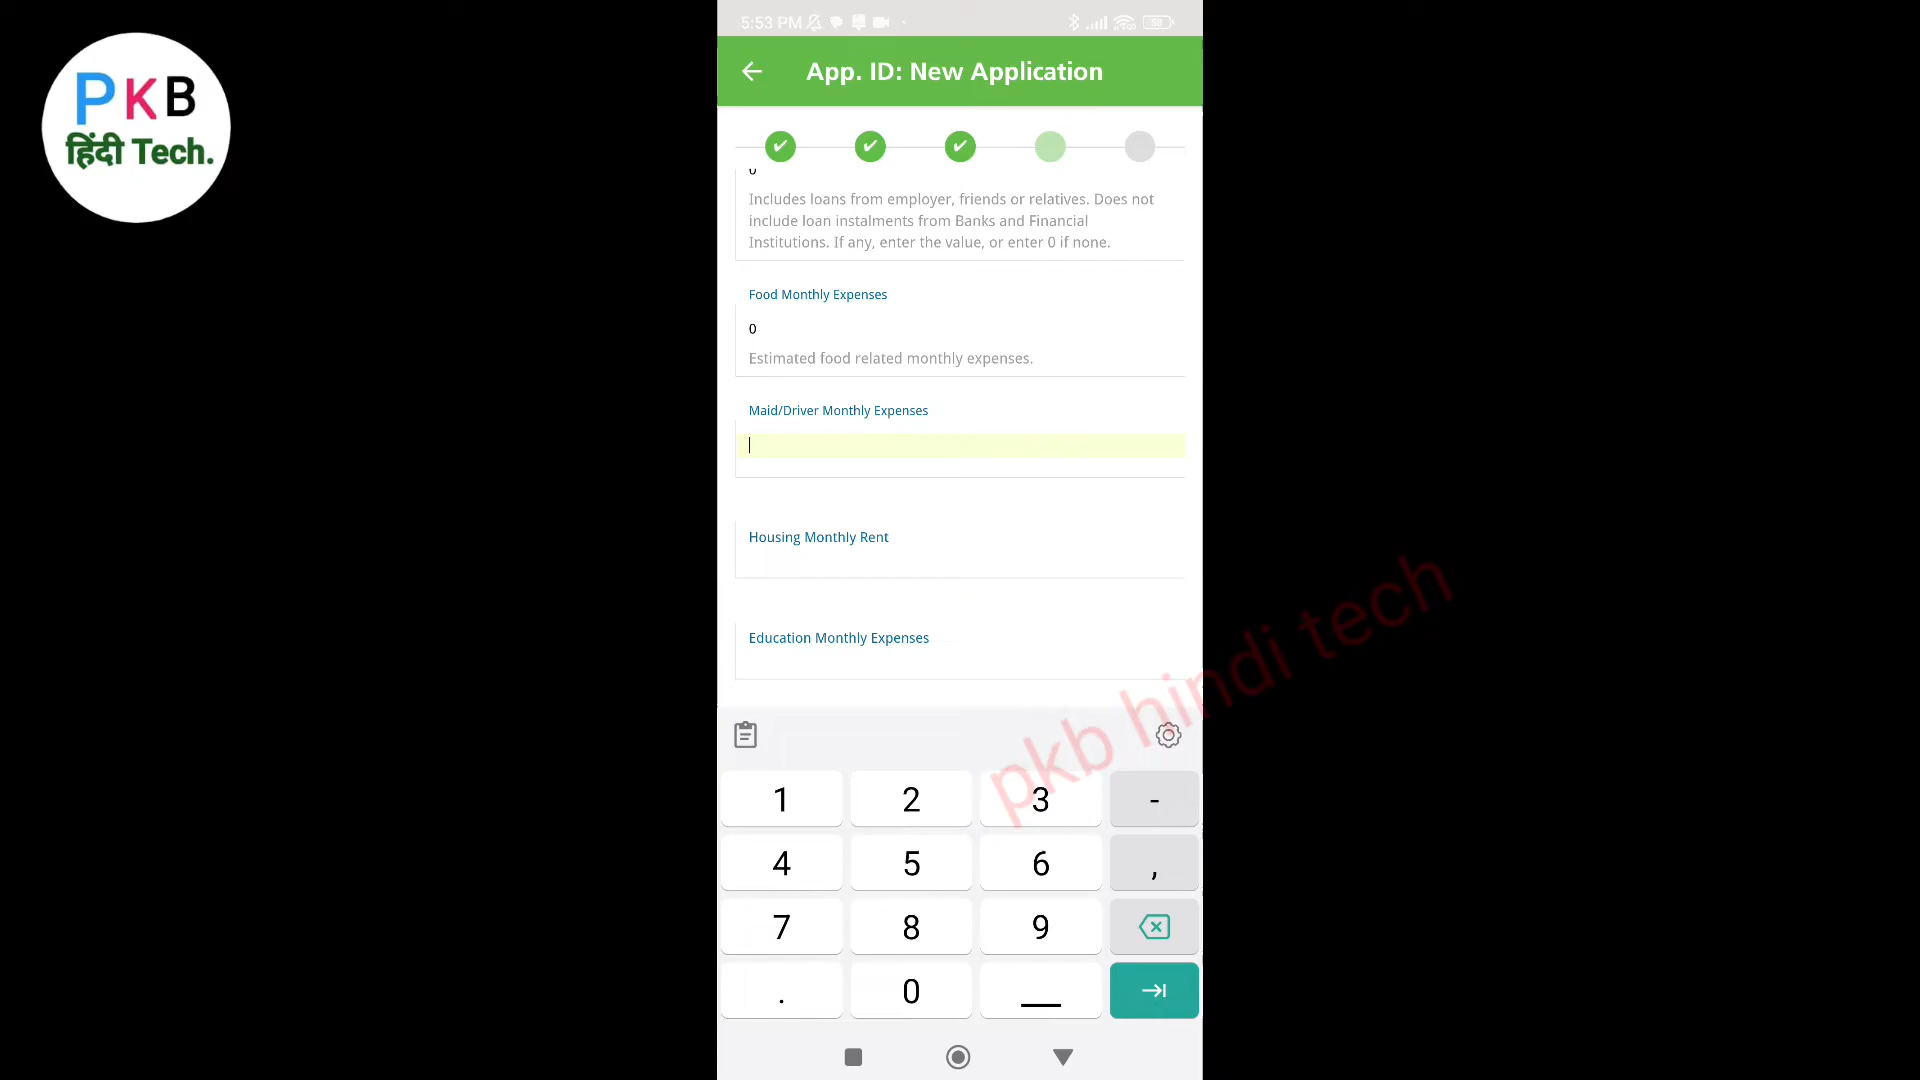 PKB
हिंदी Tech.
5:53 PM
58
App. ID: New Application
0
Includes loans from employer, friends or relatives. Does not
include loan instalments from Banks and Financial
Institutions. If any, enter the value, or enter 0 if none.
Food Monthly Expenses
0
Estimated food related monthly expenses.
Maid/Driver Monthly Expenses
Housing Monthly Rent
Education Monthly Expenses
pkb hindi tech
1 2 3 -
4 5 6 ,
7 8 9
. 0